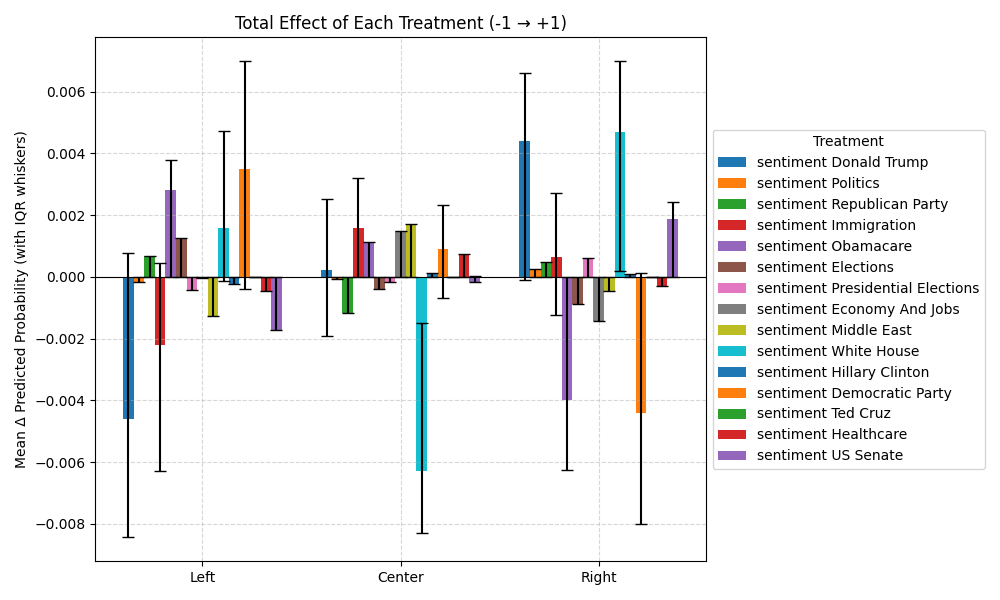 Total Effect of Each Treatment (-1 → +1)
Mean Δ Predicted Probability (with IQR whiskers)
0.006
0.004
0.002
0.000
−0.002
−0.004
−0.006
−0.008
Left
Center
Right
Treatment
sentiment Donald Trump
sentiment Politics
sentiment Republican Party
sentiment Immigration
sentiment Obamacare
sentiment Elections
sentiment Presidential Elections
sentiment Economy And Jobs
sentiment Middle East
sentiment White House
sentiment Hillary Clinton
sentiment Democratic Party
sentiment Ted Cruz
sentiment Healthcare
sentiment US Senate